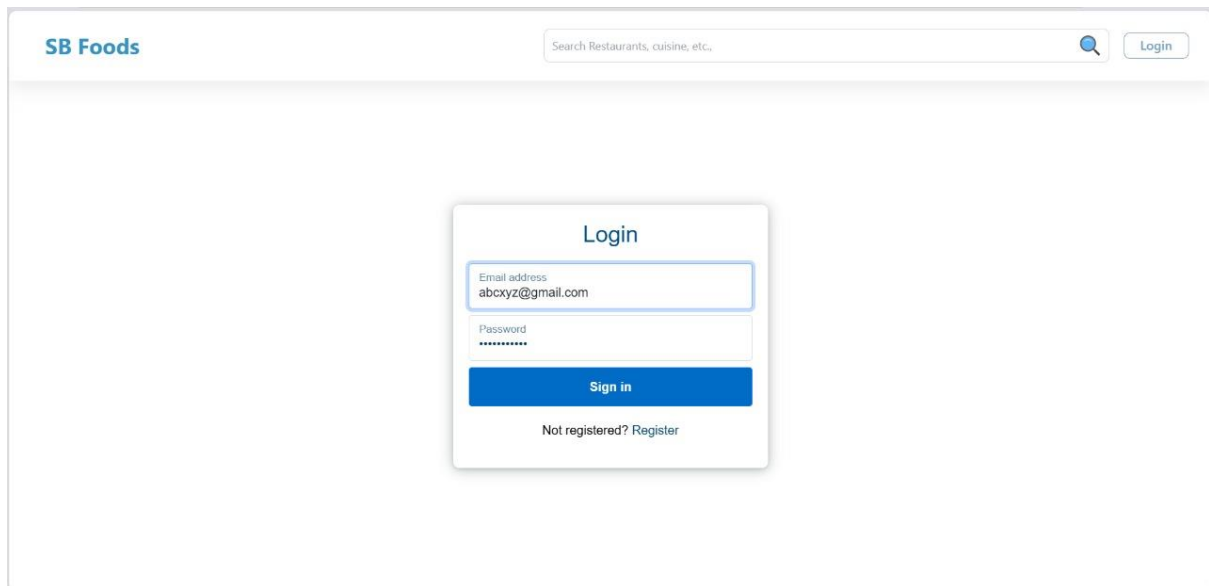 SB Foods
Search Restaurants, cuisine, etc.,
Login
Login
Email address
abcxyz@gmail.com
Password
•••••••••••
Sign in
Not registered? Register